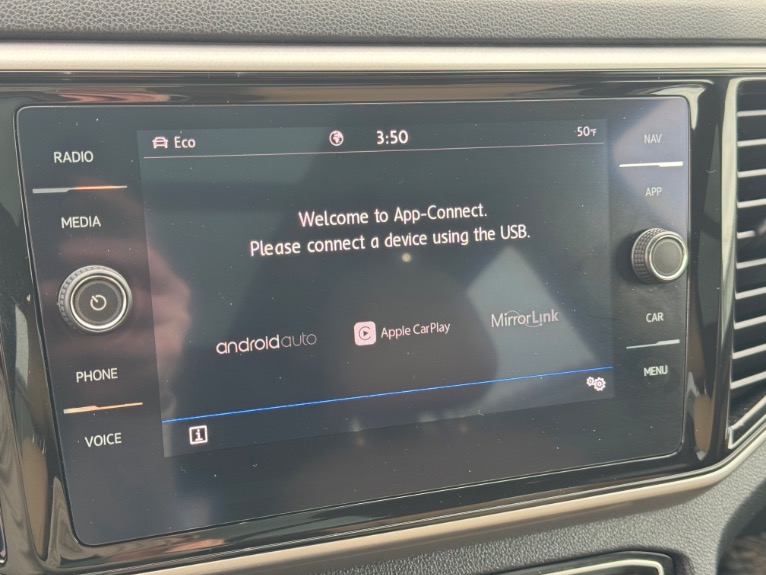 RADIO
MEDIA
PHONE
VOICE
Eco
3:50
50°F
Welcome to App-Connect.
Please connect a device using the USB.
androidauto
Apple CarPlay
MirrorLink
i
NAV
APP
CAR
MENU